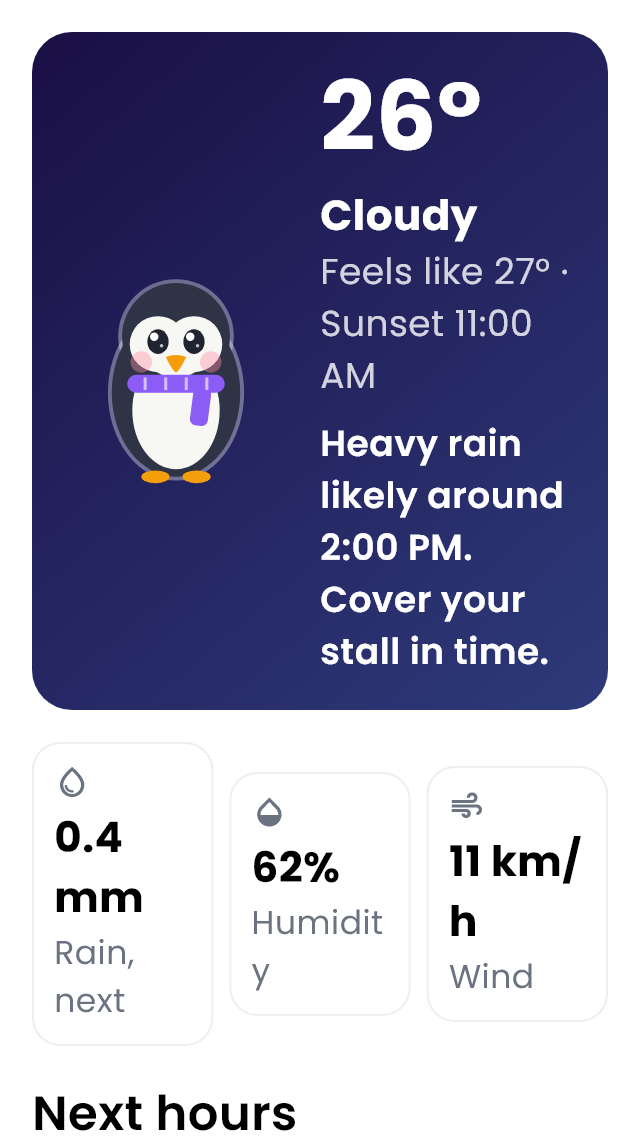 26°
Cloudy
Feels like 27° ·
Sunset 11:00
AM
Heavy rain
likely around
2:00 PM.
Cover your
stall in time.
0.4
mm
Rain,
next
62%
Humidit
y
11 km/
h
Wind
Next hours